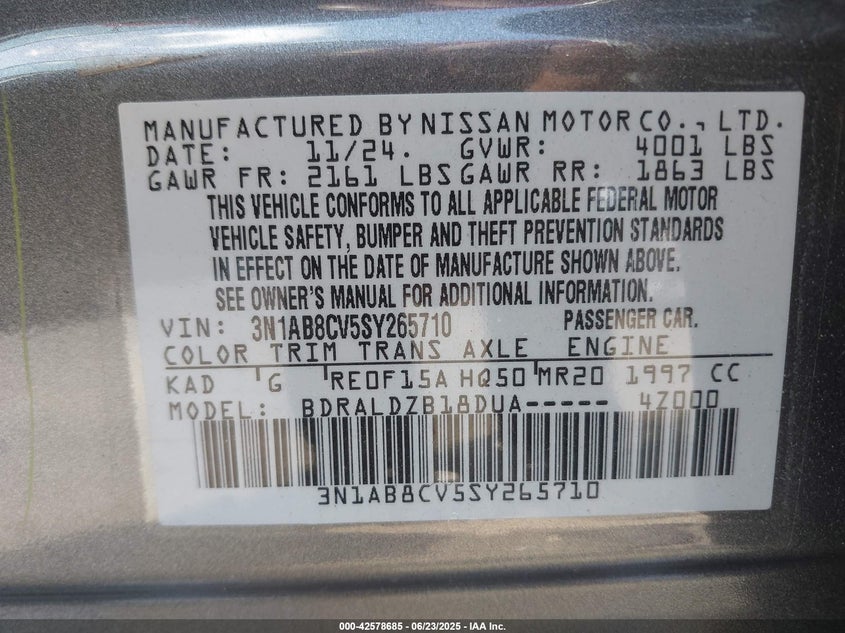 MANUFACTURED BY NISSAN MOTOR CO., LTD.
DATE: 11/24. GVWR: 4001 LBS
GAWR FR: 2161 LBS GAWR RR: 1863 LBS
THIS VEHICLE CONFORMS TO ALL APPLICABLE FEDERAL MOTOR
VEHICLE SAFETY, BUMPER AND THEFT PREVENTION STANDARDS
IN EFFECT ON THE DATE OF MANUFACTURE SHOWN ABOVE.
SEE OWNER'S MANUAL FOR ADDITIONAL INFORMATION.
VIN: 3N1AB8CV5SY265710 PASSENGER CAR.
COLOR TRIM TRANS AXLE ENGINE
KAD G RE0F15A HQ50 MR20 1997 CC
MODEL: BDRALDZB18DUA----- 4Z000
3N1AB8CV5SY265710
000-42578685 - 06/23/2025 - IAA Inc.